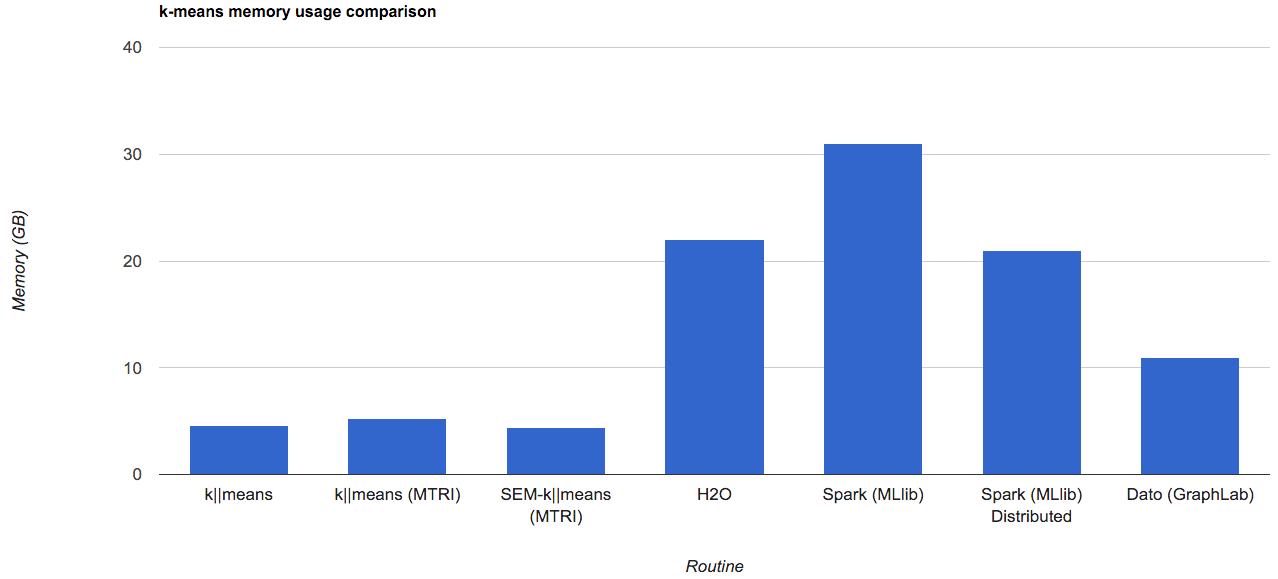 k-means memory usage comparison
40
30
20
10
0
Memory (GB)
k||means
k||means (MTRI)
SEM-k||means
(MTRI)
H2O
Spark (MLlib)
Spark (MLlib)
Distributed
Dato (GraphLab)
Routine